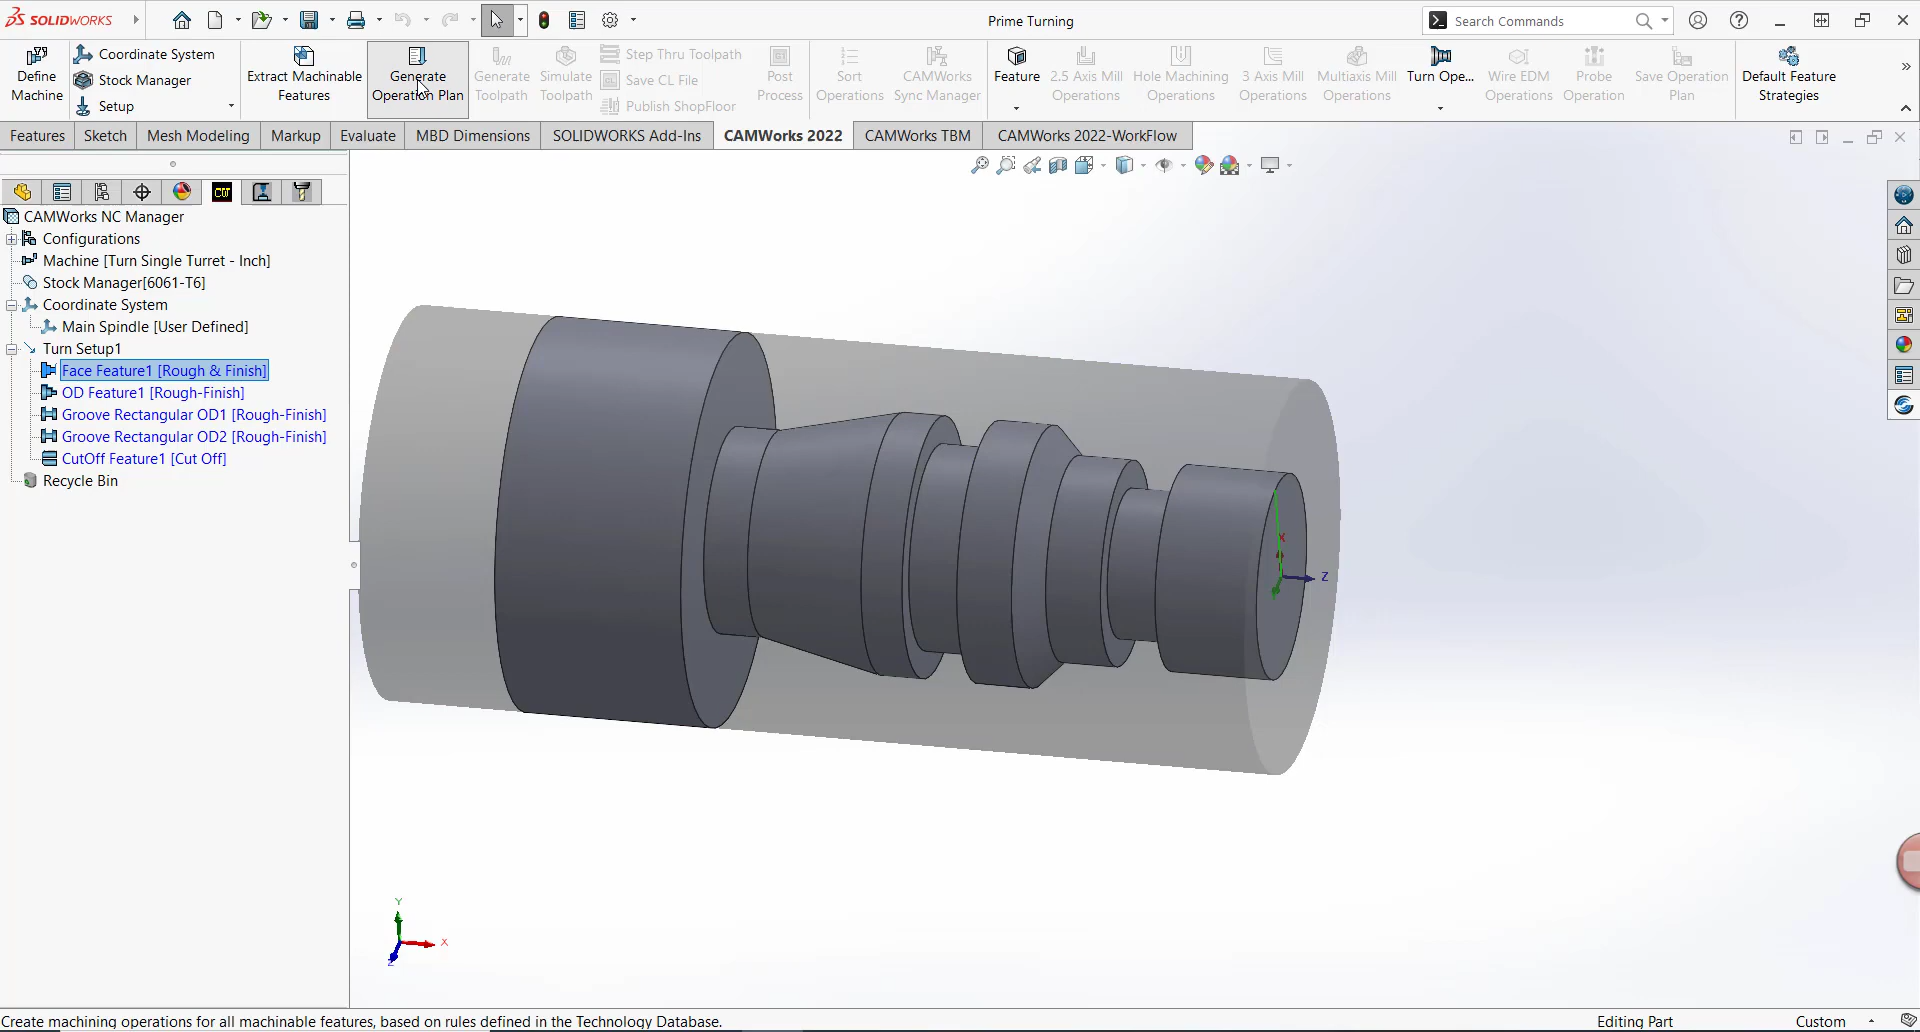 SOLIDWORKS
Prime Turning
Search Commands
Define
Machine
Coordinate System
Stock Manager
Setup
Extract Machinable
Features
Generate
Operation Plan
Generate
Toolpath
Simulate
Toolpath
Step Thru Toolpath
Save CL File
Publish ShopFloor
Post
Process
Sort
Operations
CAMWorks
Sync Manager
Feature
2.5 Axis Mill
Operations
Hole Machining
Operations
3 Axis Mill
Operations
Multiaxis Mill
Operations
Turn Ope...
Wire EDM
Operations
Probe
Operation
Save Operation
Plan
Default Feature
Strategies
Features
Sketch
Mesh Modeling
Markup
Evaluate
MBD Dimensions
SOLIDWORKS Add-Ins
CAMWorks 2022
CAMWorks TBM
CAMWorks 2022-WorkFlow
CAMWorks NC Manager
Configurations
Machine [Turn Single Turret - Inch]
Stock Manager[6061-T6]
Coordinate System
Main Spindle [User Defined]
Turn Setup1
Face Feature1 [Rough & Finish]
OD Feature1 [Rough-Finish]
Groove Rectangular OD1 [Rough-Finish]
Groove Rectangular OD2 [Rough-Finish]
CutOff Feature1 [Cut Off]
Recycle Bin
X
Z
Y
X
Z
Create machining operations for all machinable features, based on rules defined in the Technology Database.
Editing Part
Custom